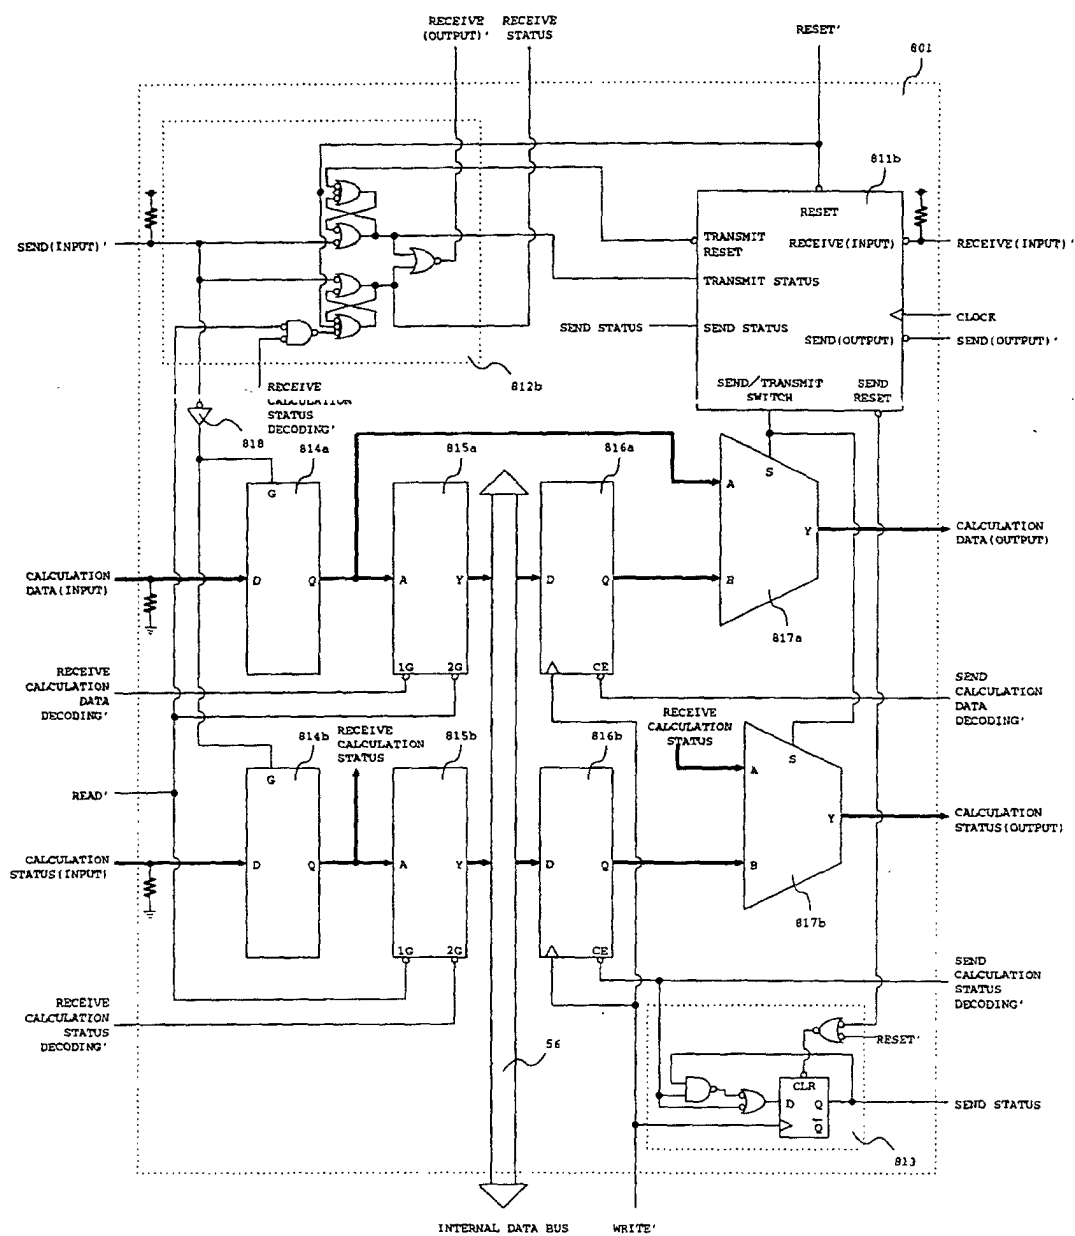 RECEIVE
(OUTPUT)'
RECEIVE
STATUS
RESET'
801
811b
RESET
SEND(INPUT)'
TRANSMIT
RESET
RECEIVE(INPUT)
RECEIVE(INPUT)'
TRANSMIT STATUS
SEND STATUS
SEND STATUS
CLOCK
SEND(OUTPUT)
SEND(OUTPUT)'
812b
SEND/TRANSMIT
SWITCH
SEND
RESET
RECEIVE
CALCULATION
STATUS
DECODING'
818
814a
815a
816a
G
A
S
Y
CALCULATION
DATA(OUTPUT)
CALCULATION
DATA(INPUT)
D
Q
A
Y
D
Q
B
817a
1G
2G
CE
RECEIVE
CALCULATION
DATA
DECODING'
SEND
CALCULATION
DATA
DECODING'
RECEIVE
CALCULATION
STATUS
RECEIVE
CALCULATION
STATUS
814b
815b
816b
G
S
A
READ'
Y
CALCULATION
STATUS(OUTPUT)
CALCULATION
STATUS(INPUT)
D
Q
A
Y
D
Q
B
817b
1G
2G
CE
SEND
CALCULATION
STATUS
DECODING'
RECEIVE
CALCULATION
STATUS
DECODING'
56
RESET'
CLR
D
Q
Q
SEND STATUS
813
INTERNAL DATA BUS
WRITE'